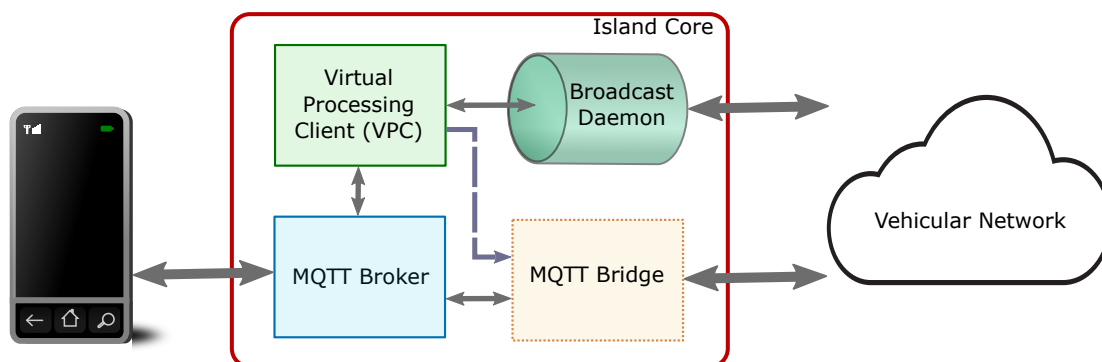 Island Core
Virtual
Processing
Client (VPC)
Broadcast
Daemon
Vehicular Network
MQTT Broker
MQTT Bridge